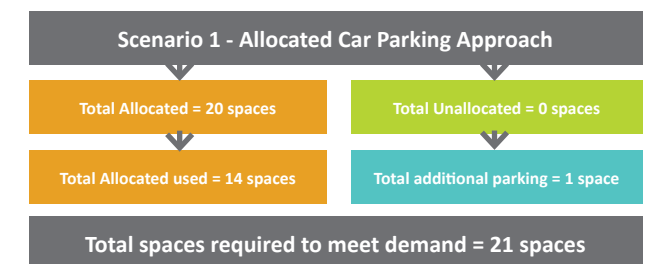 Scenario 1 - Allocated Car Parking Approach
Total Allocated = 20 spaces
Total Unallocated = 0 spaces
Total Allocated used = 14 spaces
Total additional parking = 1 space
Total spaces required to meet demand = 21 spaces